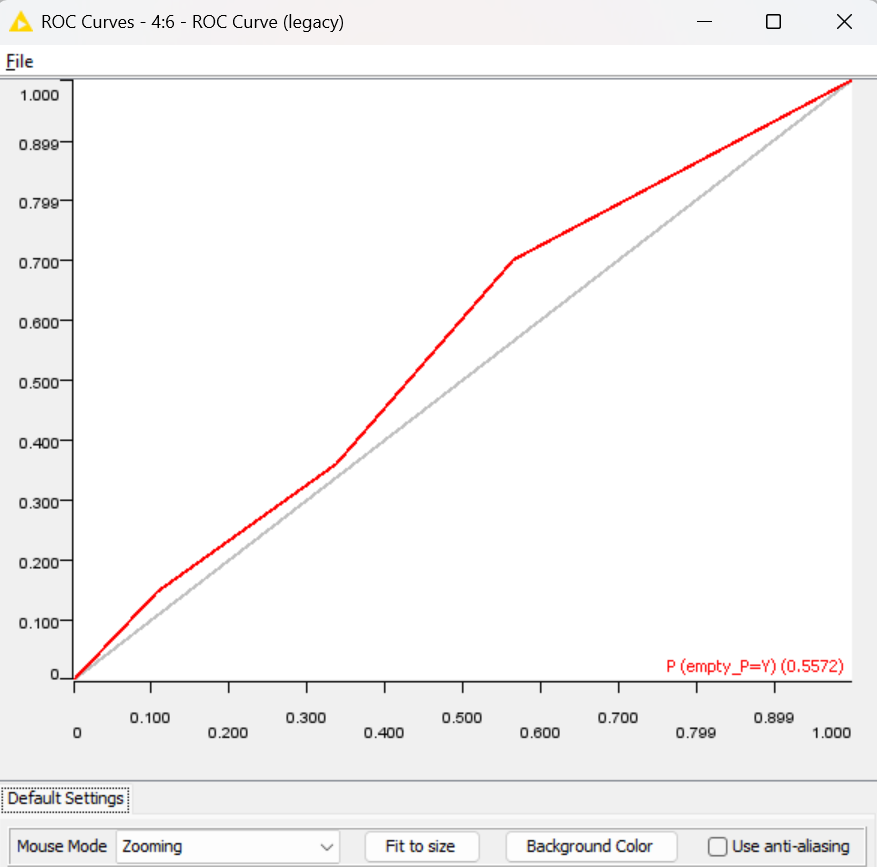 ROC Curves - 4:6 - ROC Curve (legacy)
File
1.000
0.899
0.799
0.700
0.600
0.500
0.400
0.300
0.200
0.100
0
P (empty_P=Y) (0.5572)
0 0.100 0.200 0.300 0.400 0.500 0.600 0.700 0.799 0.899 1.000
Default Settings
Mouse Mode Zooming Fit to size Background Color Use anti-aliasing